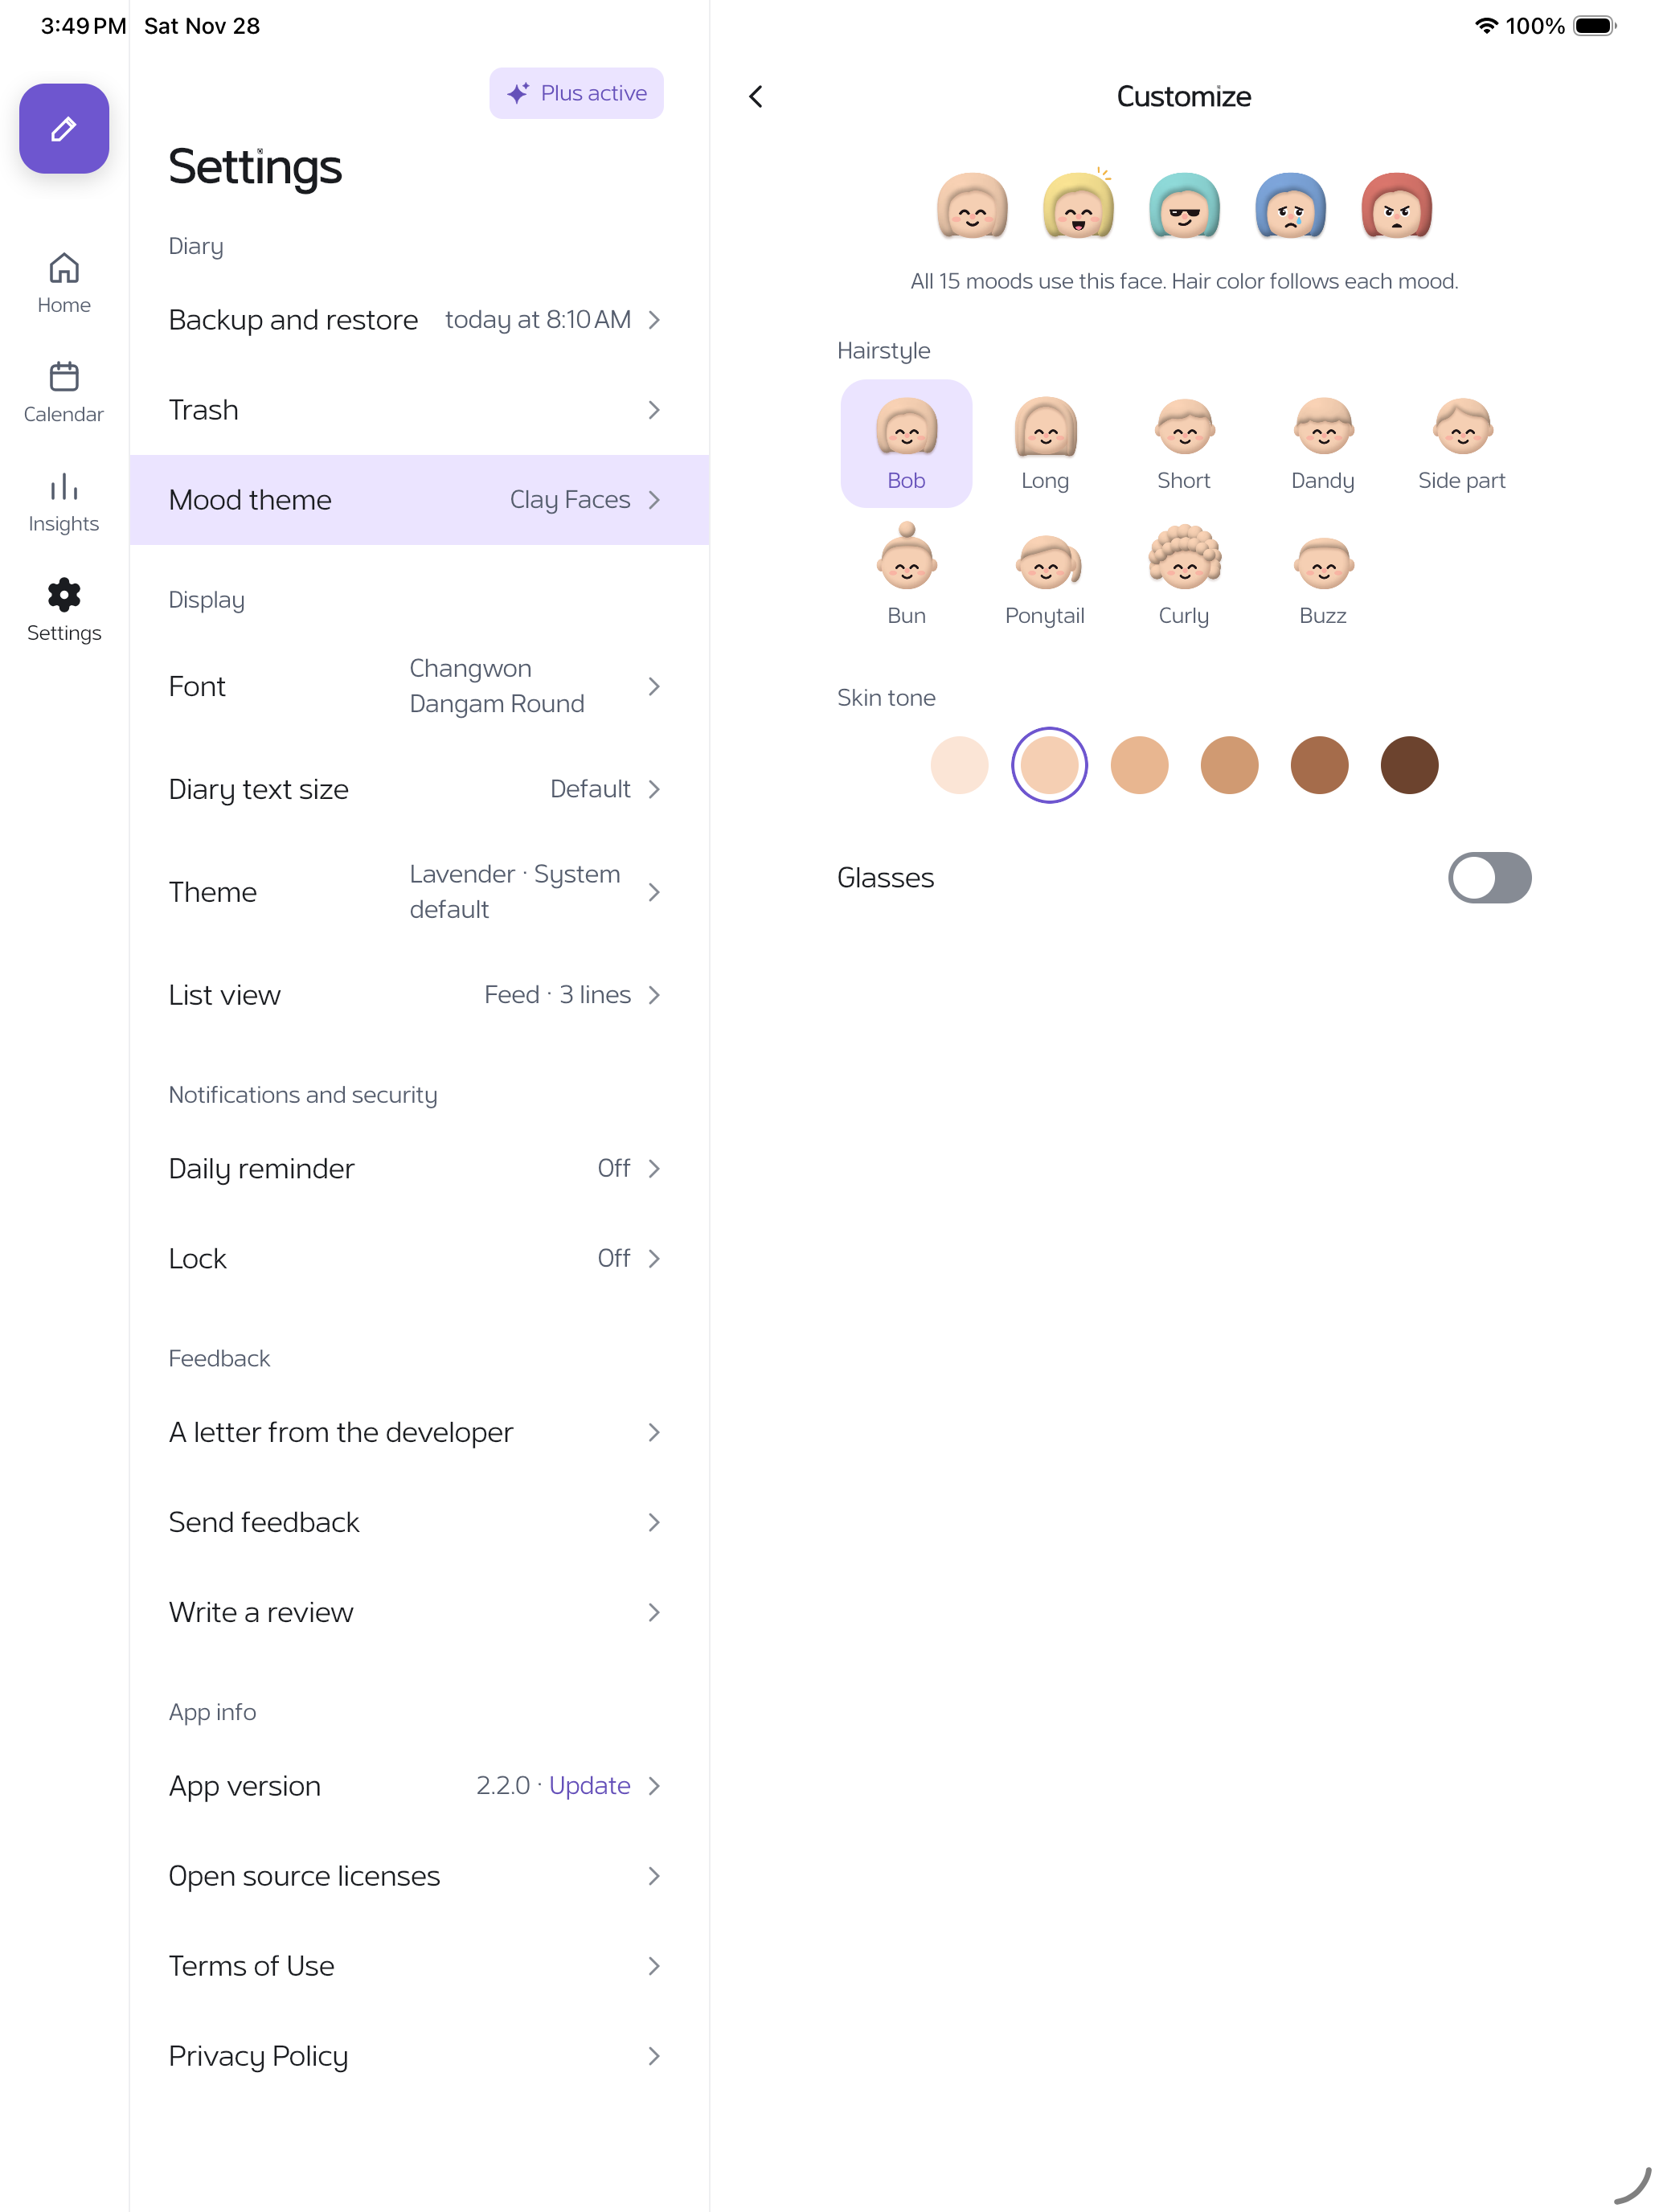 3:49 PM Sat Nov 28
100%
Plus active
Settings
Home
Calendar
Insights
Settings
Diary
Backup and restore today at 8:10 AM
Trash
Mood theme Clay Faces
Display
Font Changwon
Dangam Round
Diary text size Default
Theme Lavender · System
default
List view Feed · 3 lines
Notifications and security
Daily reminder Off
Lock Off
Feedback
A letter from the developer
Send feedback
Write a review
App info
App version 2.2.0 · Update
Open source licenses
Terms of Use
Privacy Policy
Customize
All 15 moods use this face. Hair color follows each mood.
Hairstyle
Bob Long Short Dandy Side part
Bun Ponytail Curly Buzz
Skin tone
Glasses